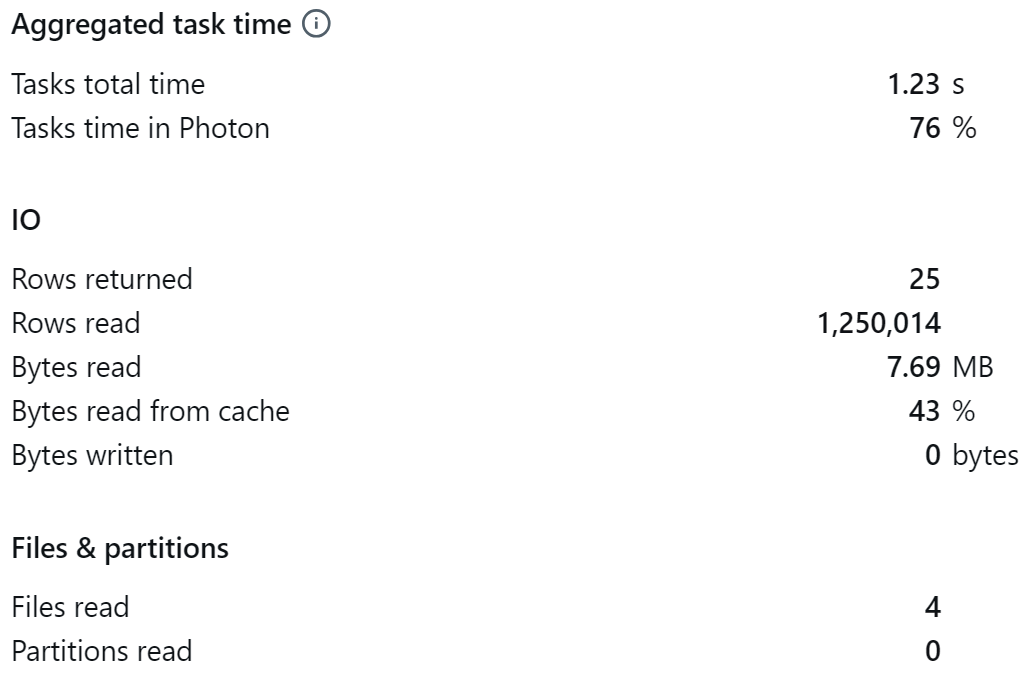 Aggregated task time
Tasks total time 1.23 s
Tasks time in Photon 76 %
IO
Rows returned 25
Rows read 1,250,014
Bytes read 7.69 MB
Bytes read from cache 43 %
Bytes written 0 bytes
Files & partitions
Files read 4
Partitions read 0